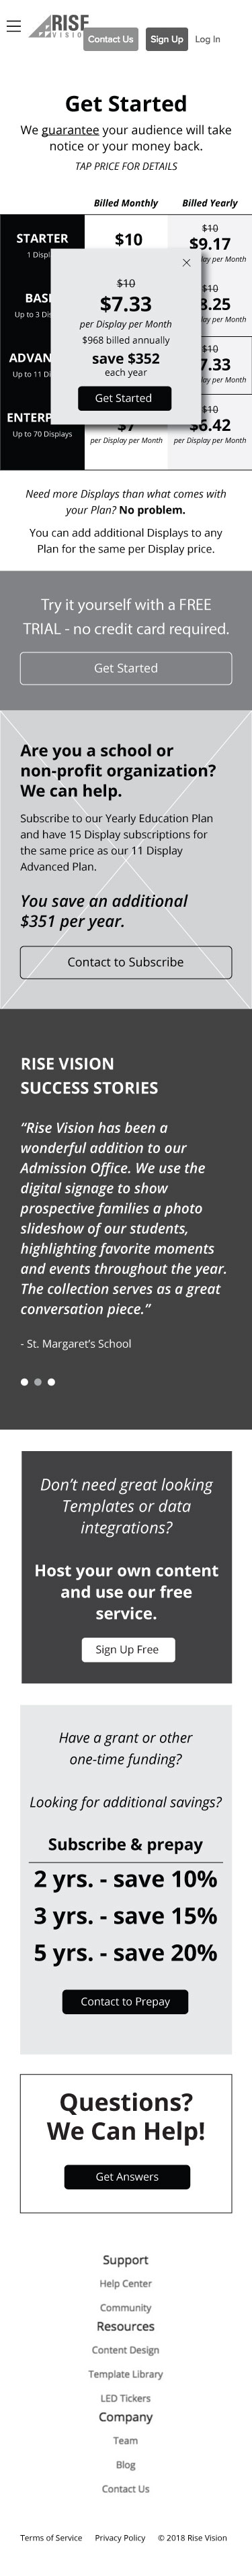 RISE
VISIO
Contact Us
Sign Up
Log In
Get Started
We guarantee your audience will take
notice or your money back.
TAP PRICE FOR DETAILS
Billed Monthly
Billed Yearly
STARTER
1 Displ
$10
$10
$9.17
lay per Month
BAS
Up to 3 Dis
$10
8.25
lay per Month
ADVAN
Up to 11 Di
$10
7.33
lay per Month
ENTERP
Up to 70 Displays
$7
per Display per Month
$10
$6.42
per Display per Month
$10
$7.33
per Display per Month
$968 billed annually
save $352
each year
Get Started
Need more Displays than what comes with
your Plan? No problem.
You can add additional Displays to any
Plan for the same per Display price.
Try it yourself with a FREE
TRIAL - no credit card required.
Get Started
Are you a school or
non-profit organization?
We can help.
Subscribe to our Yearly Education Plan
and have 15 Display subscriptions for
the same price as our 11 Display
Advanced Plan.
You save an additional
$351 per year.
Contact to Subscribe
RISE VISION
SUCCESS STORIES
“Rise Vision has been a
wonderful addition to our
Admission Office. We use the
digital signage to show
prospective families a photo
slideshow of our students,
highlighting favorite moments
and events throughout the year.
The collection serves as a great
conversation piece.”
- St. Margaret’s School
Don’t need great looking
Templates or data
integrations?
Host your own content
and use our free
service.
Sign Up Free
Have a grant or other
one-time funding?
Looking for additional savings?
Subscribe & prepay
2 yrs. - save 10%
3 yrs. - save 15%
5 yrs. - save 20%
Contact to Prepay
Questions?
We Can Help!
Get Answers
Support
Help Center
Community
Resources
Content Design
Template Library
LED Tickers
Company
Team
Blog
Contact Us
Terms of Service
Privacy Policy
© 2018 Rise Vision